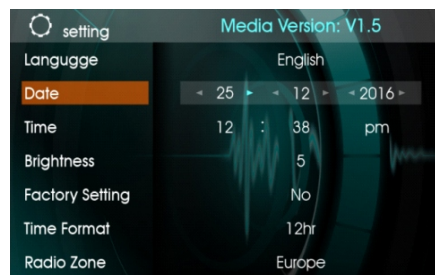 setting Media Version: V1.5
Langugge English
Date 25 12 2016
Time 12 : 38 pm
Brightness 5
Factory Setting No
Time Format 12hr
Radio Zone Europe